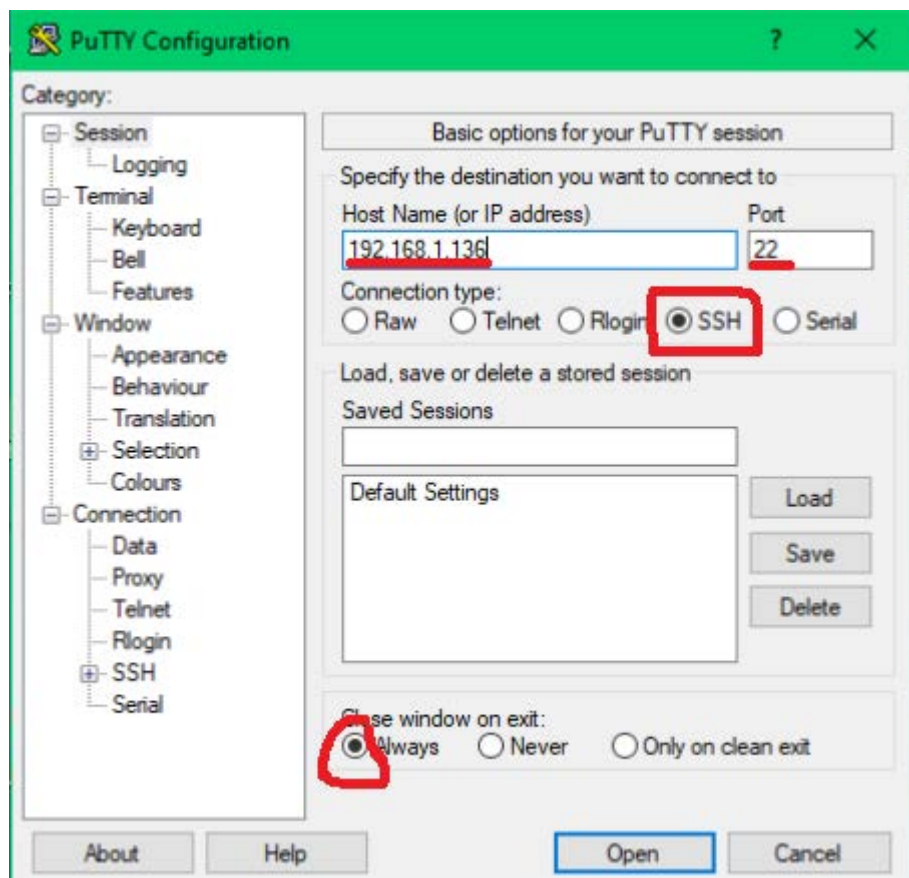 PuTTY Configuration
?
Category:
Session
Logging
Terminal
Keyboard
Bell
Features
Window
Appearance
Behaviour
Translation
Selection
Colours
Connection
Data
Proxy
Telnet
Rlogin
SSH
Serial
Basic options for your PuTTY session
Specify the destination you want to connect to
Host Name (or IP address) Port
192.168.1.136 22
Connection type:
Raw Telnet Rlogin SSH Serial
Load, save or delete a stored session
Saved Sessions
Default Settings
Load
Save
Delete
Close window on exit:
Always Never Only on clean exit
About Help Open Cancel